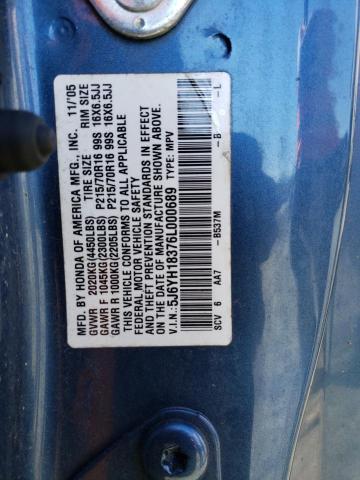 MFD. BY HONDA OF AMERICA MFG., INC. 11/'05
GVWR 2020KG(4450LBS) TIRE SIZE RIM SIZE
GAWR F 1045KG(2300LBS) P215/70R16 99S 16X6.5JJ
GAWR R 1000KG(2205LBS) P215/70R16 99S 16X6.5JJ
THIS VEHICLE CONFORMS TO ALL APPLICABLE
FEDERAL MOTOR VEHICLE SAFETY, BUMPER,
AND THEFT PREVENTION STANDARDS IN EFFECT
ON THE DATE OF MANUFACTURE SHOWN ABOVE.
V.I.N.: 5J6YH18376L000689 TYPE: MPV
SCV 6 AA7 -B537M -B -L